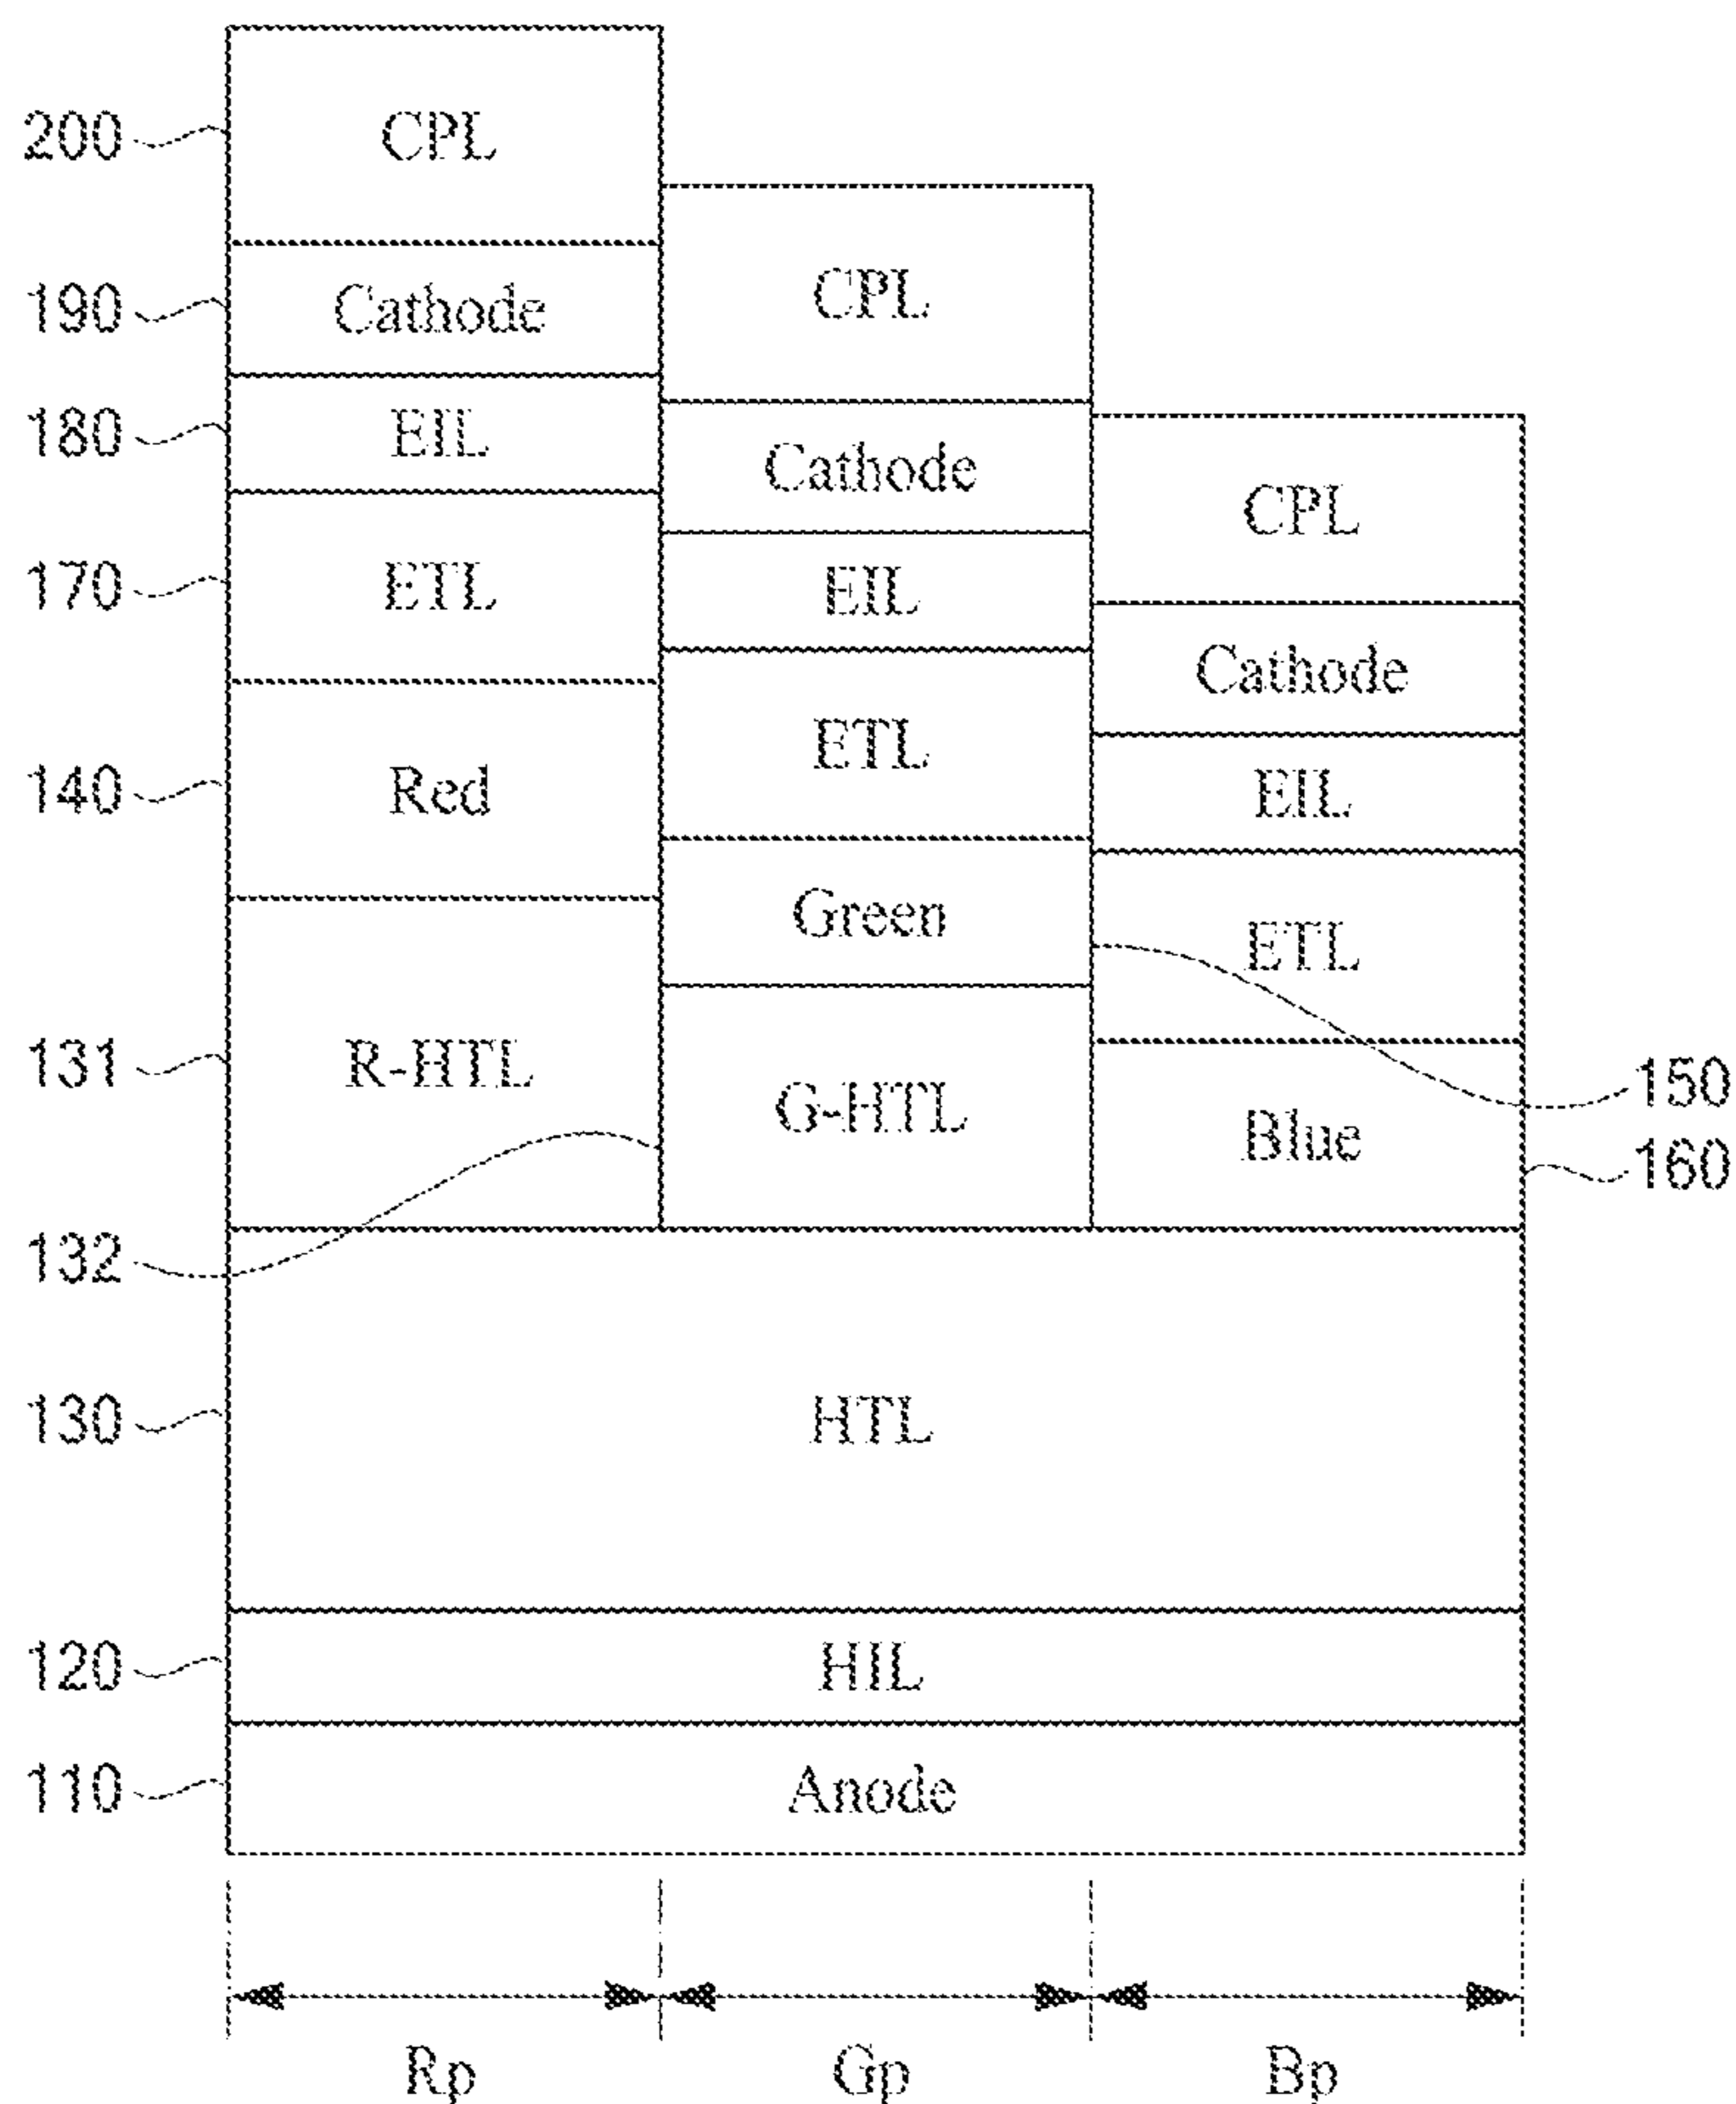 200
CPL
CPL
190
Cathode
180
EIL
Cathode
CPL
170
ETL
EIL
Cathode
140
Red
ETL
EIL
Green
ETL
131
R-HTL
G-HTL
150
Blue
160
132
130
HTL
120
HIL
110
Anode
Rp
Gp
Bp